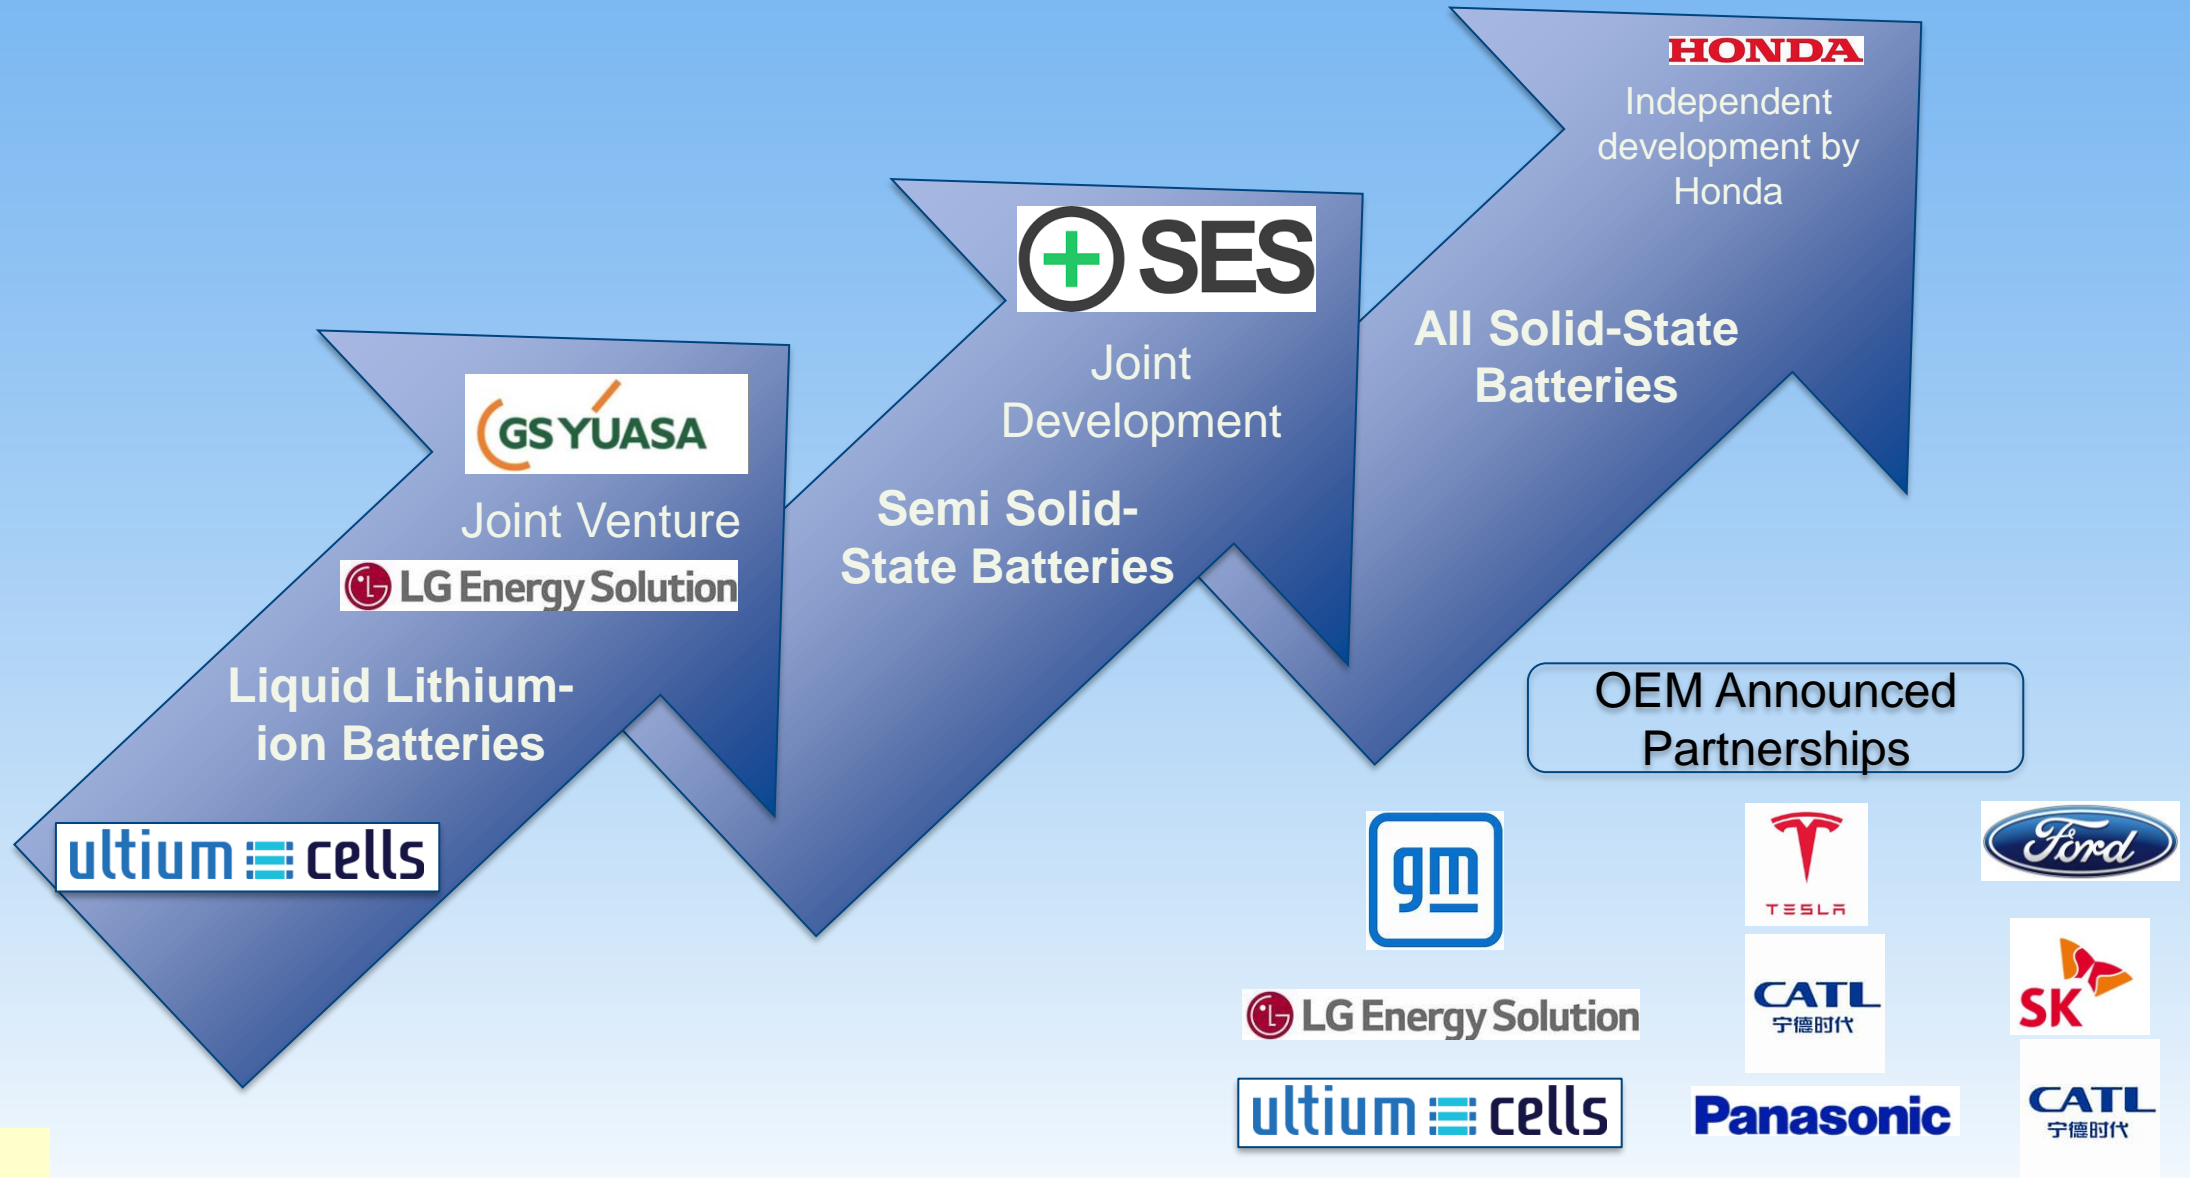 HONDA
Independent
development by
Honda
All Solid-State
Batteries
SES
Joint
Development
Semi Solid-
State Batteries
GS YUASA
Joint Venture
LG Energy Solution
Liquid Lithium-
ion Batteries
ultium cells
OEM Announced
Partnerships
gm
LG Energy Solution
ultium cells
TESLA
CATL
宁德时代
Panasonic
Ford
SK
CATL
宁德时代